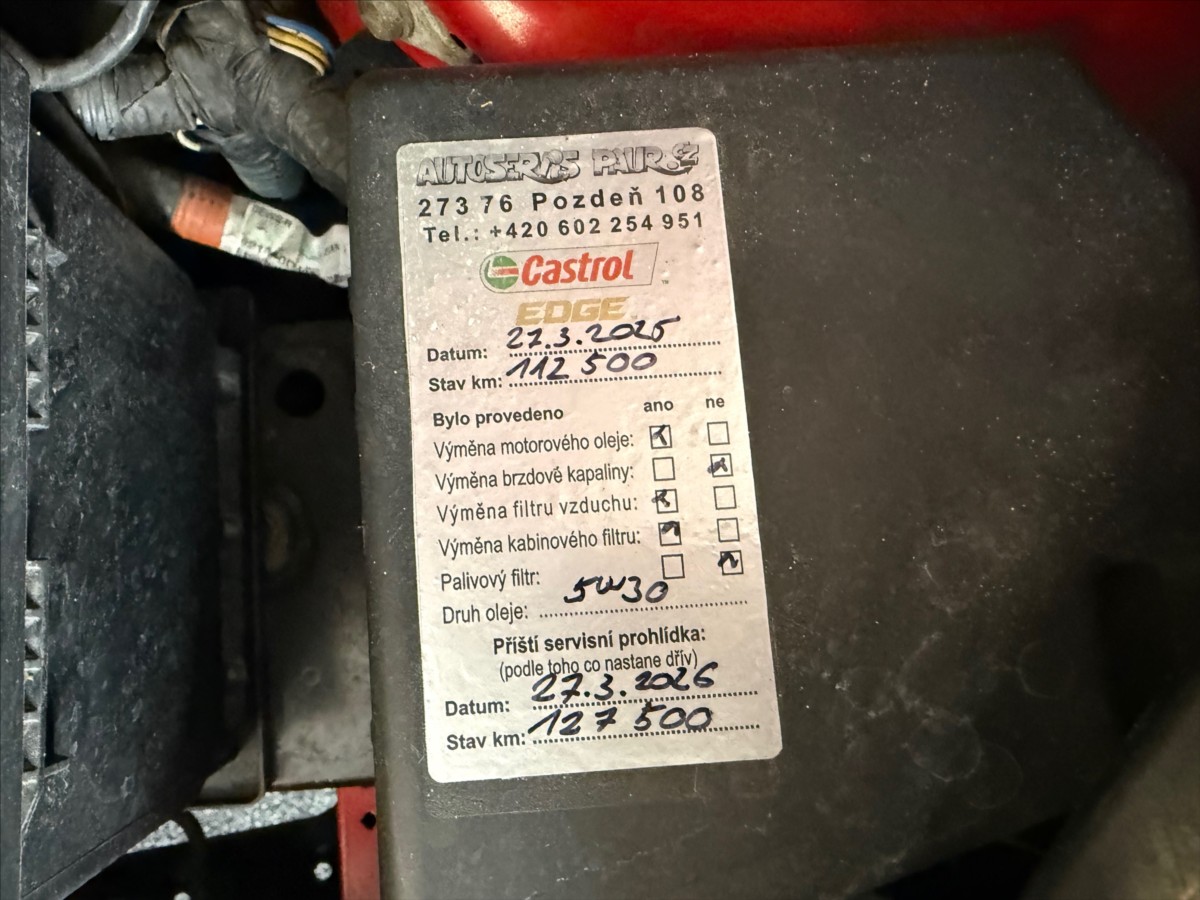 AUTOSERVIS PAUR.CZ
273 76 Pozdeň 108
Tel.: +420 602 254 951
Castrol
EDGE
Datum: 27.3.2025
Stav km: 112 500
Bylo provedeno ano ne
Výměna motorového oleje:
Výměna brzdové kapaliny:
Výměna filtru vzduchu:
Výměna kabinového filtru:
Palivový filtr:
Druh oleje: 5W30
Příští servisní prohlídka:
(podle toho co nastane dřív)
Datum: 27.3.2026
Stav km: 127 500